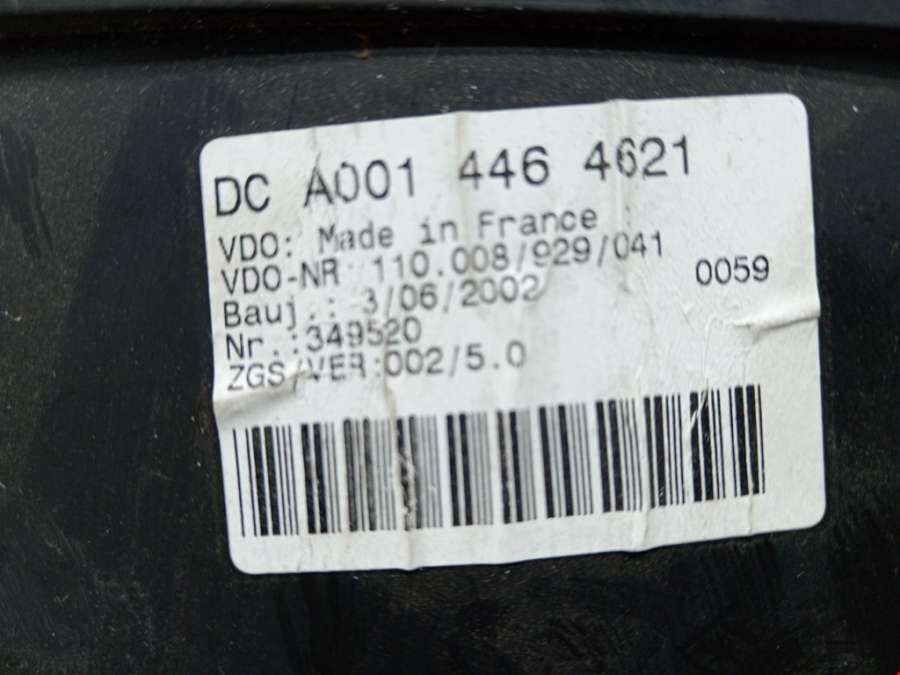 DC A001 446 4621
VDO: Made in France :
VDO-NR 110.008/929/041
0059
Bauj.: 3/06/2002
Nr.:349520
ZGS/VER:002/5.0